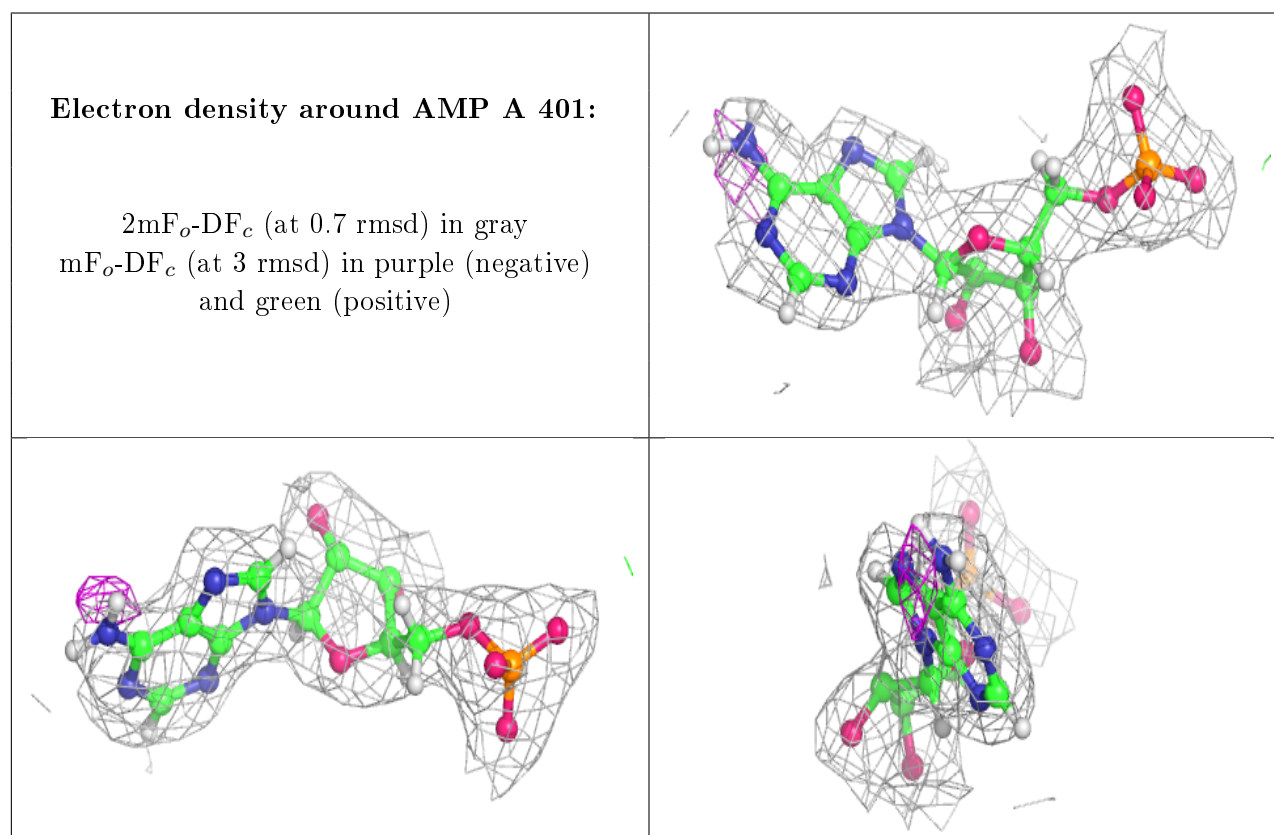 Electron density around AMP A 401:
2mFₒ-DF𝒸 (at 0.7 rmsd) in gray
mFₒ-DF𝒸 (at 3 rmsd) in purple (negative)
and green (positive)